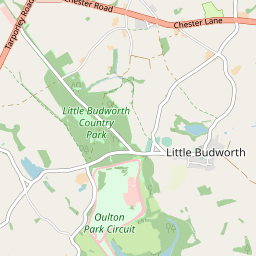 Chester Road
Chester Lane
Tarporley Road
Little Budworth
Country
Park
Little Budworth
Oulton
Park Circuit